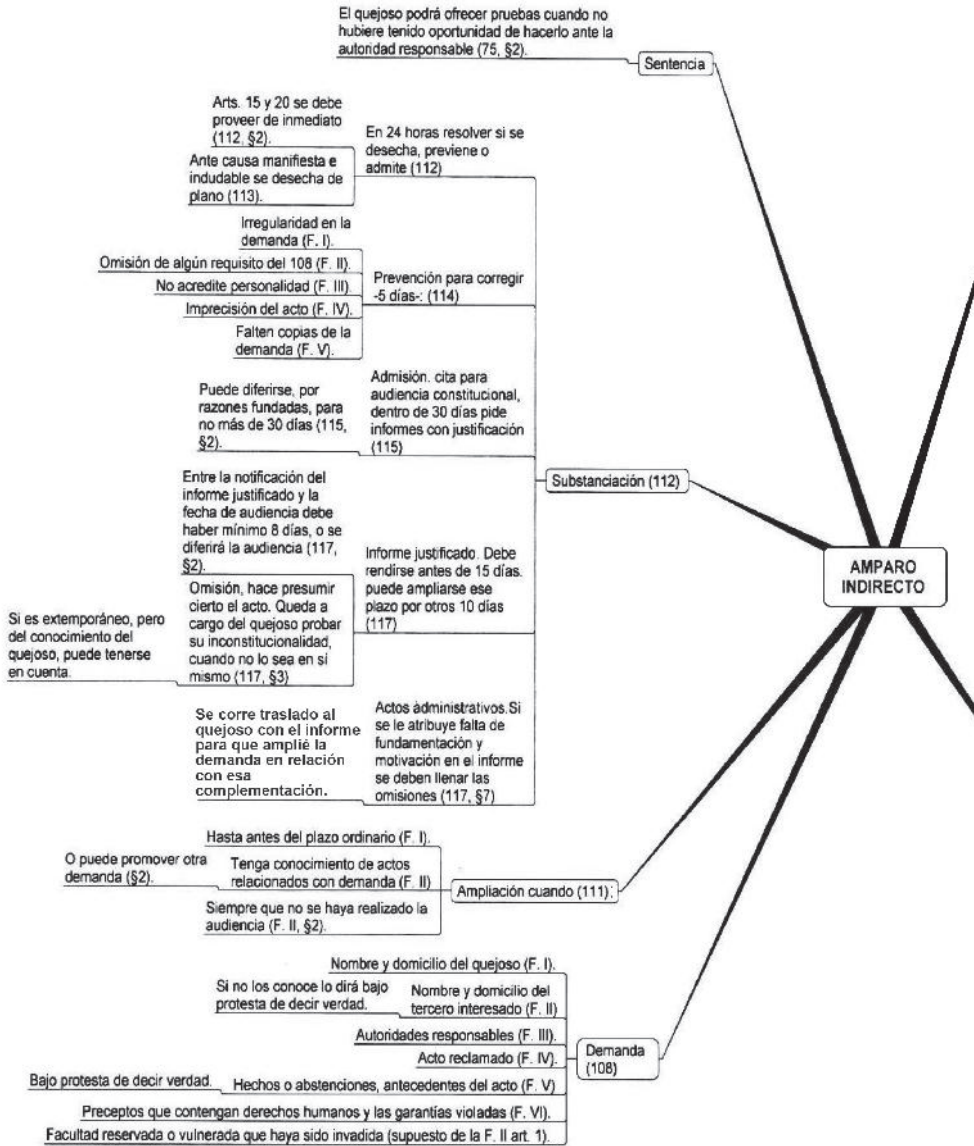 El quejoso podrá ofrecer pruebas cuando no
hubiere tenido oportunidad de hacerlo ante la
autoridad responsable (75, §2).
Sentencia
Arts. 15 y 20 se debe
proveer de inmediato
(112, §2).
Ante causa manifiesta e
indudable se desecha de
plano (113).
En 24 horas resolver si se
desecha, previene o
admite (112)
Irregularidad en la
demanda (F. I).
Omisión de algún requisito del 108 (F. II).
No acredite personalidad (F. III).
Imprecisión del acto (F. IV).
Falten copias de la
demanda (F. V).
Prevención para corregir
-5 días-: (114)
Puede diferirse, por
razones fundadas, para
no más de 30 días (115,
§2).
Admisión. cita para
audiencia constitucional,
dentro de 30 días pide
informes con justificación
(115)
Substanciación (112)
Entre la notificación del
informe justificado y la
fecha de audiencia debe
haber mínimo 8 días, o se
diferirá la audiencia (117,
§2).
Si es extemporáneo, pero
del conocimiento del
quejoso, puede tenerse
en cuenta.
Omisión, hace presumir
cierto el acto. Queda a
cargo del quejoso probar
su inconstitucionalidad,
cuando no lo sea en sí
mismo (117, §3)
Informe justificado. Debe
rendirse antes de 15 días.
puede ampliarse ese
plazo por otros 10 días
(117)
Se corre traslado al
quejoso con el informe
para que amplié la
demanda en relación
con esa
complementación.
Actos administrativos.Si
se le atribuye falta de
fundamentación y
motivación en el informe
se deben llenar las
omisiones (117, §7)
AMPARO
INDIRECTO
Hasta antes del plazo ordinario (F. I).
O puede promover otra
demanda (§2).
Tenga conocimiento de actos
relacionados con demanda (F. II)
Siempre que no se haya realizado la
audiencia (F. II, §2).
Ampliación cuando (111):
Nombre y domicilio del quejoso (F. I).
Si no los conoce lo dirá bajo
protesta de decir verdad.
Nombre y domicilio del
tercero interesado (F. II)
Autoridades responsables (F. III).
Acto reclamado (F. IV).
Bajo protesta de decir verdad.
Hechos o abstenciones, antecedentes del acto (F. V)
Preceptos que contengan derechos humanos y las garantías violadas (F. VI).
Facultad reservada o vulnerada que haya sido invadida (supuesto de la F. II art. 1).
Demanda
(108)